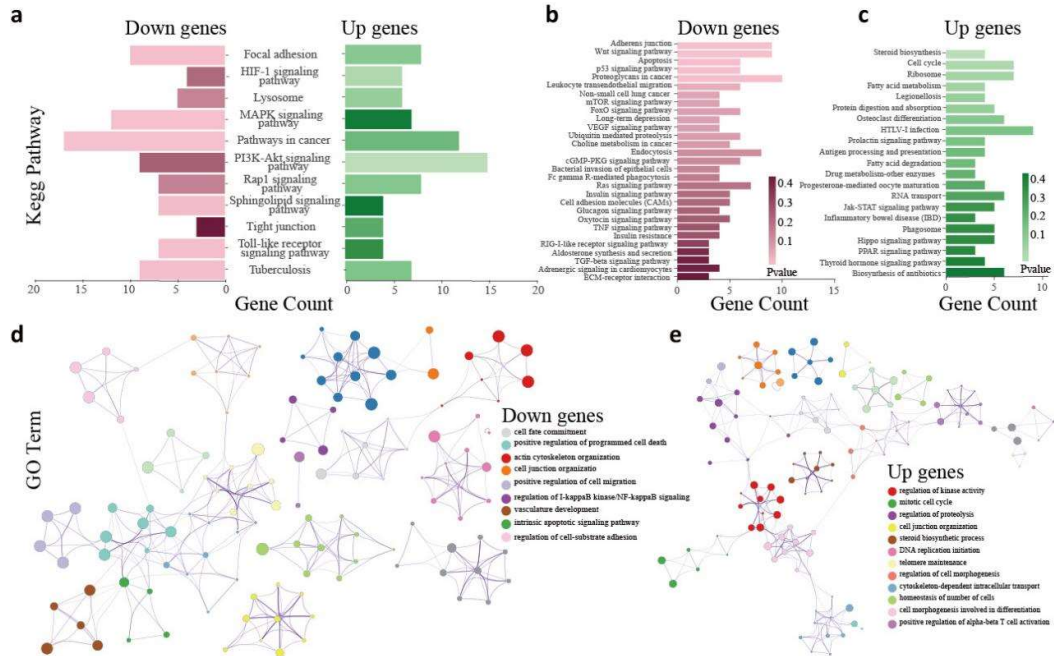 a
Down genes
Up genes
Kegg Pathway
Focal adhesion
HIF-1 signaling
pathway
Lysosome
MAPK signaling
pathway
Pathways in cancer
PI3K-Akt signaling
pathway
Rap1 signaling
pathway
Sphingolipid signaling
pathway
Tight junction
Toll-like receptor
signaling pathway
Tuberculosis
20 15 10 5 0
0 5 10 15 20
Gene Count
b
Down genes
Adherens junction
Wnt signaling pathway
Apoptosis
p53 signaling pathway
Proteoglycans in cancer
Leukocyte transendothelial migration
Non-small cell lung cancer
mTOR signaling pathway
FoxO signaling pathway
Long-term depression
VEGF signaling pathway
Ubiquitin mediated proteolysis
Choline metabolism in cancer
Endocytosis
cGMP-PKG signaling pathway
Bacterial invasion of epithelial cells
Fc gamma R-mediated phagocytosis
Ras signaling pathway
Insulin signaling pathway
Cell adhesion molecules (CAMs)
Glucagon signaling pathway
Oxytocin signaling pathway
TNF signaling pathway
Insulin resistance
RIG-I-like receptor signaling pathway
Aldosterone synthesis and secretion
TGF-beta signaling pathway
Adrenergic signaling in cardiomyocytes
ECM-receptor interaction
0.4
0.3
0.2
0.1
Pvalue
0 5 10 15
Gene Count
c
Up genes
Steroid biosynthesis
Cell cycle
Ribosome
Fatty acid metabolism
Legionellosis
Protein digestion and absorption
Osteoclast differentiation
HTLV-I infection
Prolactin signaling pathway
Antigen processing and presentation
Fatty acid degradation
Drug metabolism-other enzymes
Progesterone-mediated oocyte maturation
RNA transport
Jak-STAT signaling pathway
Inflammatory bowel disease (IBD)
Phagosome
Hippo signaling pathway
PPAR signaling pathway
Thyroid hormone signaling pathway
Biosynthesis of antibiotics
0.4
0.3
0.2
0.1
Pvalue
0 5 10
Gene Count
d
GO Term
Down genes
cell fate commitment
positive regulation of programmed cell death
actin cytoskeleton organization
cell junction organizatio
positive regulation of cell migration
regulation of I-kappaB kinase/NF-kappaB signaling
vasculature development
intrinsic apoptotic signaling pathway
regulation of cell-substrate adhesion
e
Up genes
regulation of kinase activity
mitotic cell cycle
regulation of proteolysis
cell junction organization
steroid biosynthetic process
DNA replication initiation
telomere maintenance
regulation of cell morphogenesis
cytoskeleton-dependent intracellular transport
homeostasis of number of cells
cell morphogenesis involved in differentiation
positive regulation of alpha-beta T cell activation